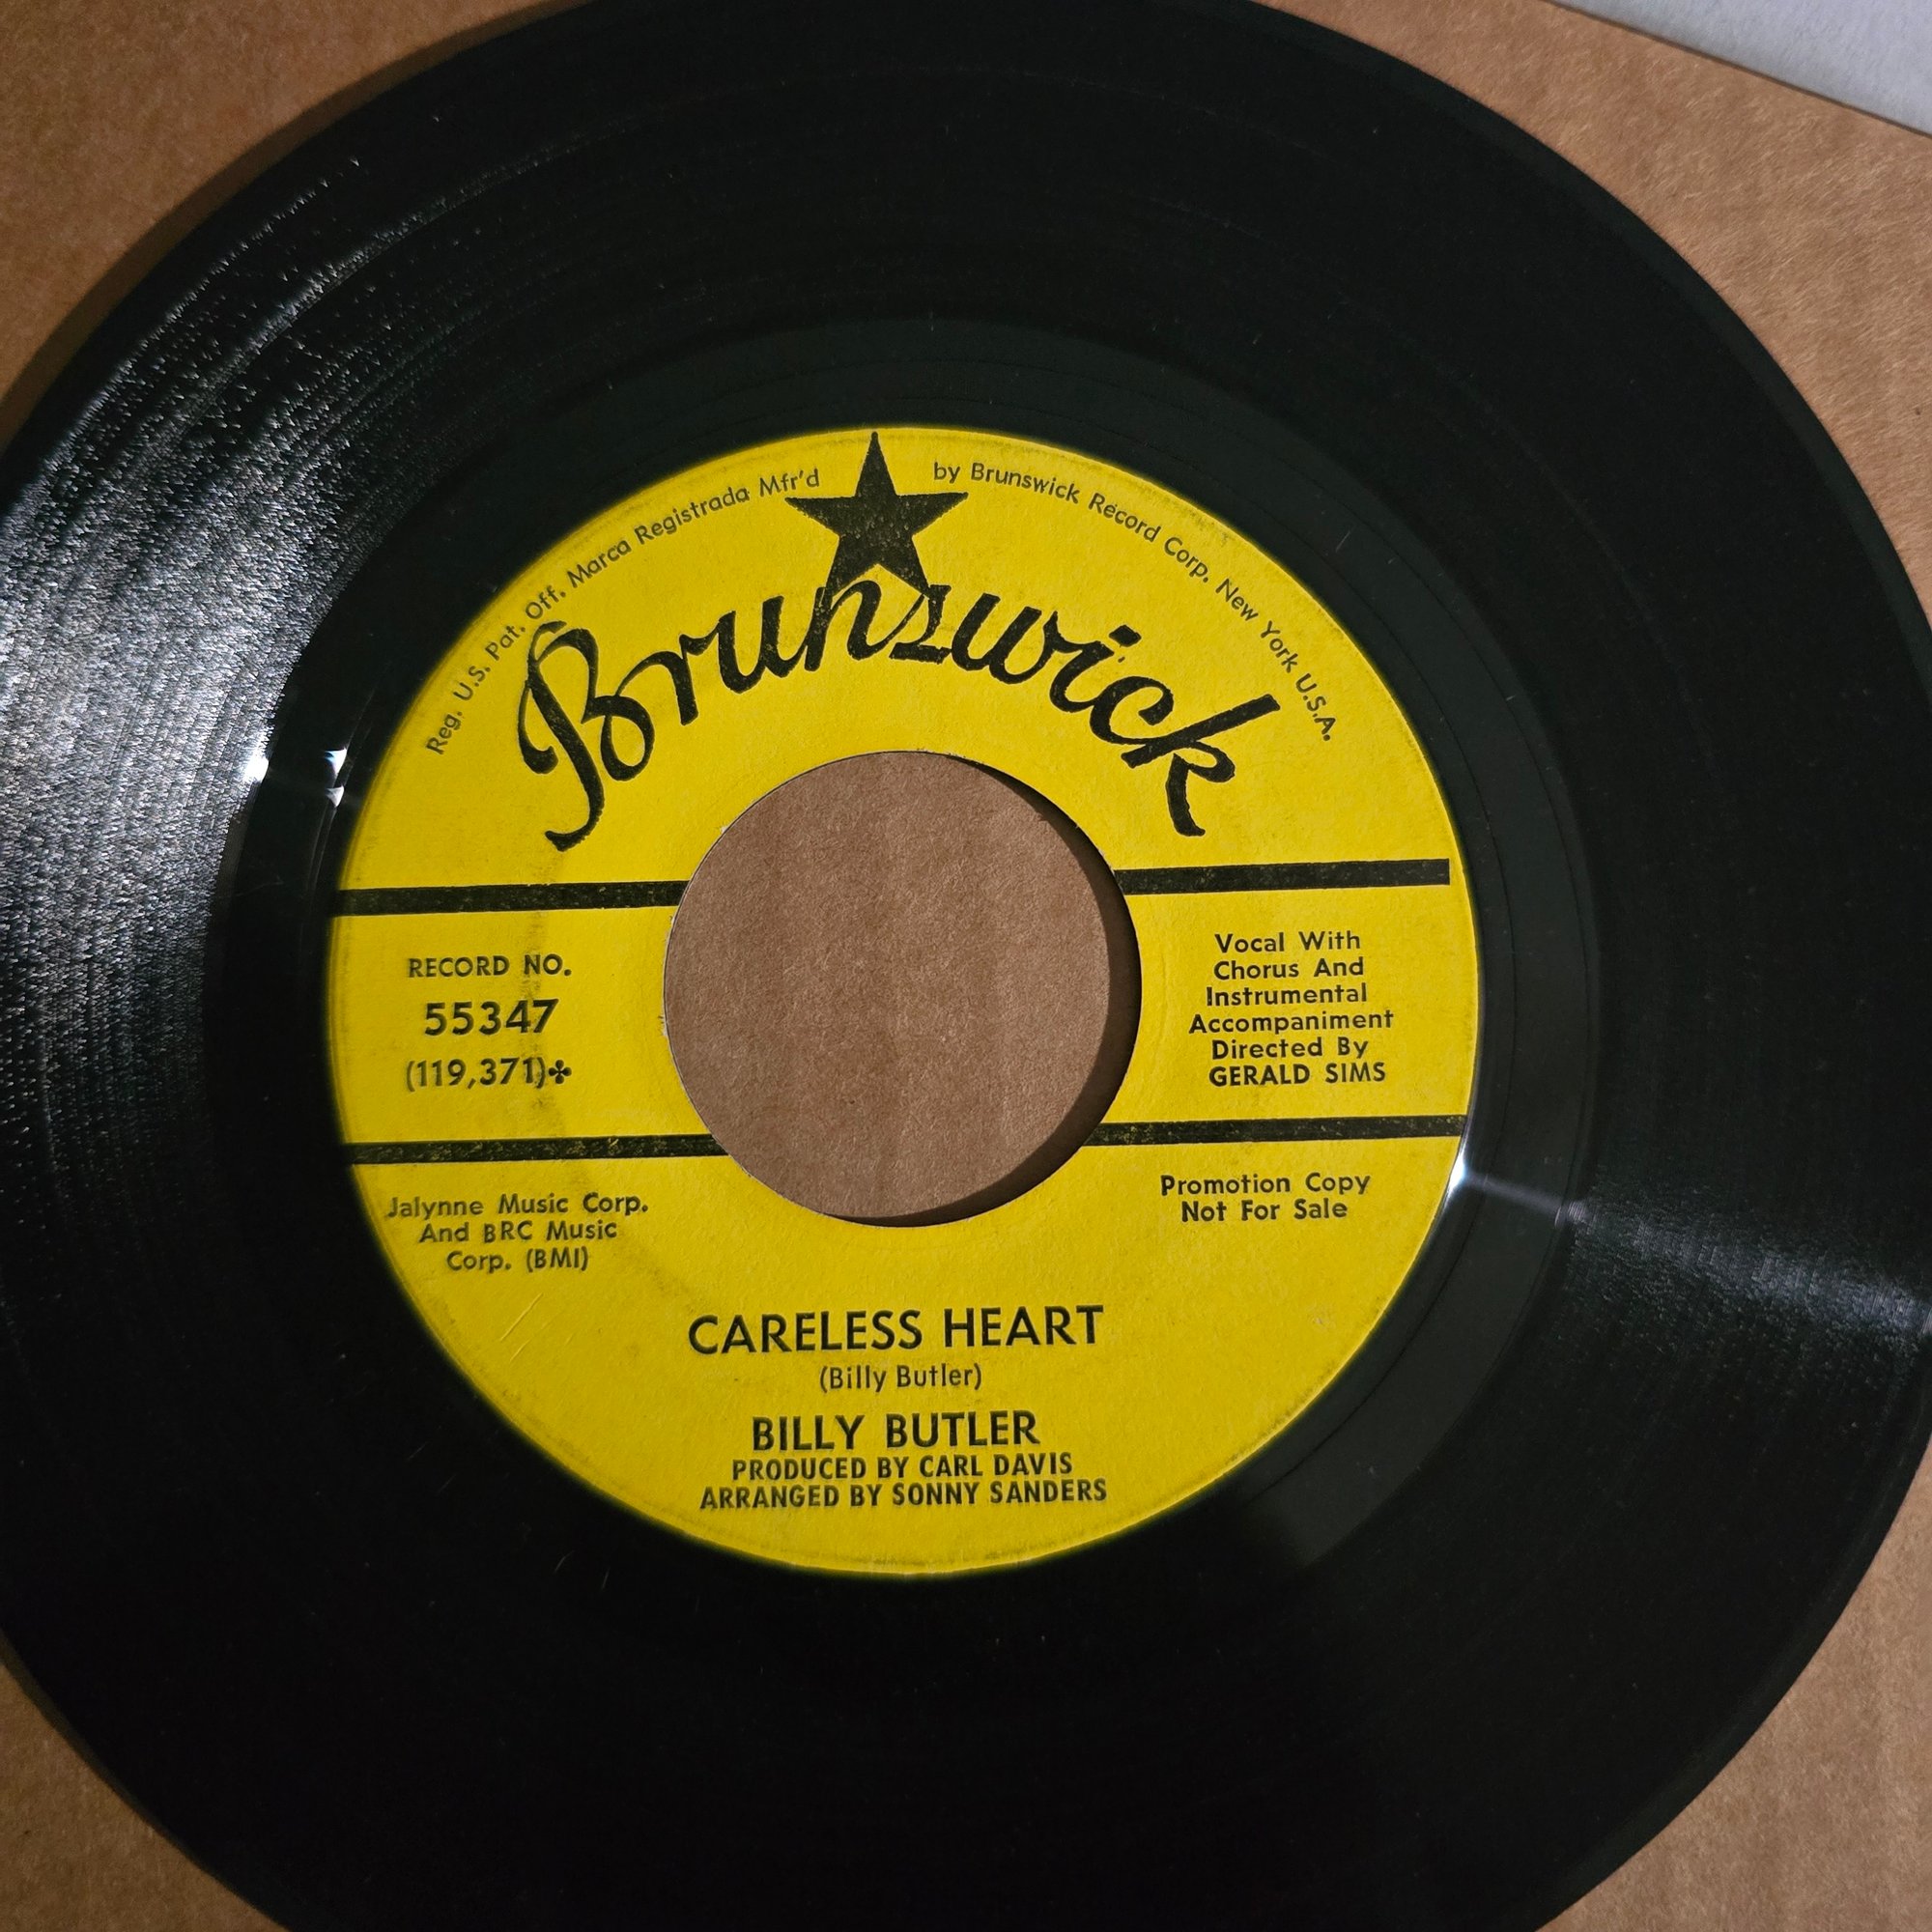 Reg. U.S. Pat. Off. Marca Registrada Mfr'd by Brunswick Record Corp. New York U.S.A.
Brunswick
RECORD NO.
55347
(119,371)✤
Vocal With
Chorus And
Instrumental
Accompaniment
Directed By
GERALD SIMS
Jalynne Music Corp.
And BRC Music
Corp. (BMI)
Promotion Copy
Not For Sale
CARELESS HEART
(Billy Butler)
BILLY BUTLER
PRODUCED BY CARL DAVIS
ARRANGED BY SONNY SANDERS